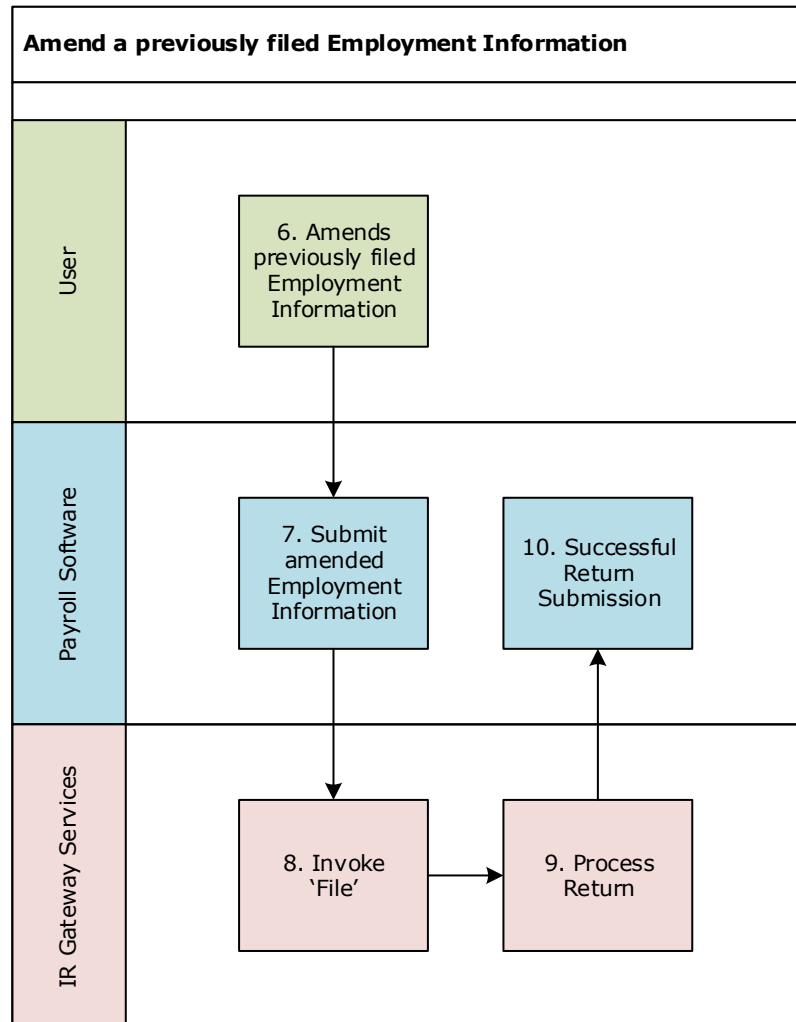 Amend a previously filed Employment Information
User
6. Amends
previously filed
Employment
Information
Payroll Software
7. Submit
amended
Employment
Information
10. Successful
Return
Submission
IR Gateway Services
8. Invoke
‘File’
9. Process
Return